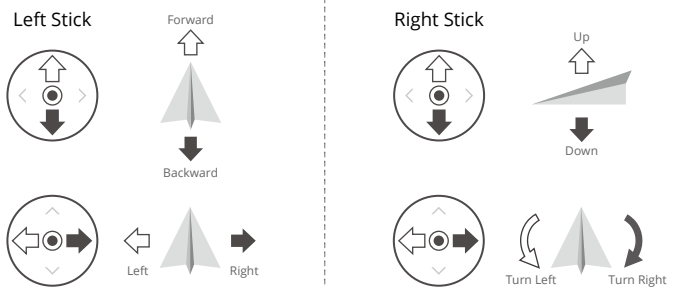 Left Stick
Forward
Backward
Left
Right
Right Stick
Up
Down
Turn Left
Turn Right